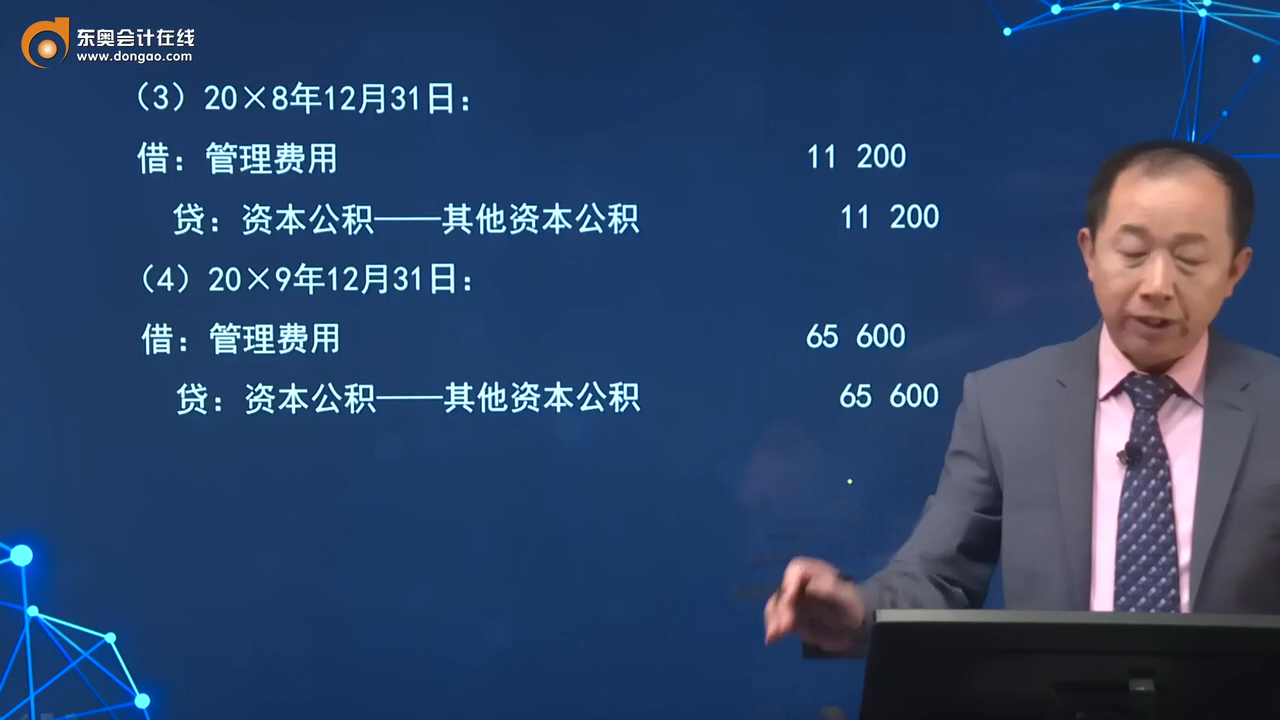 东奥会计在线
www.dongao.com
（3）20×8年12月31日：
借：管理费用 11 200
贷：资本公积——其他资本公积 11 200
（4）20×9年12月31日：
借：管理费用 65 600
贷：资本公积——其他资本公积 65 600